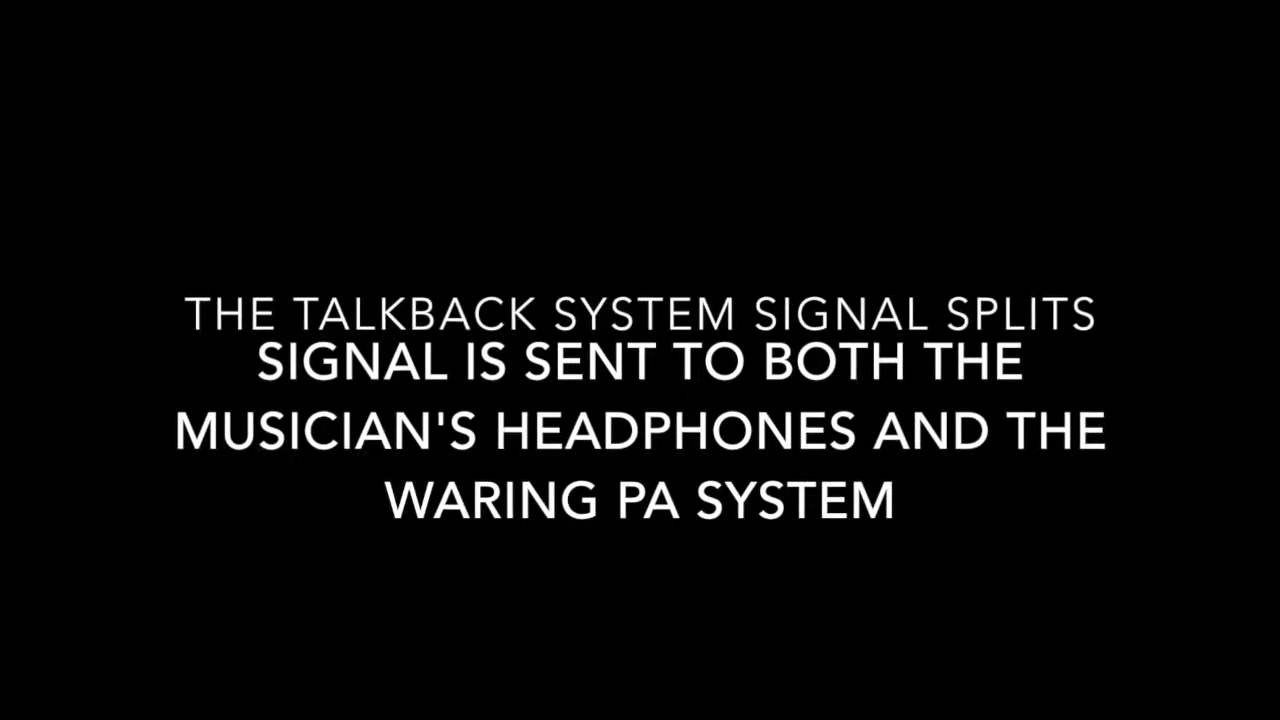 THE TALKBACK SYSTEM SIGNAL SPLITS
SIGNAL IS SENT TO BOTH THE
MUSICIAN'S HEADPHONES AND THE
WARING PA SYSTEM